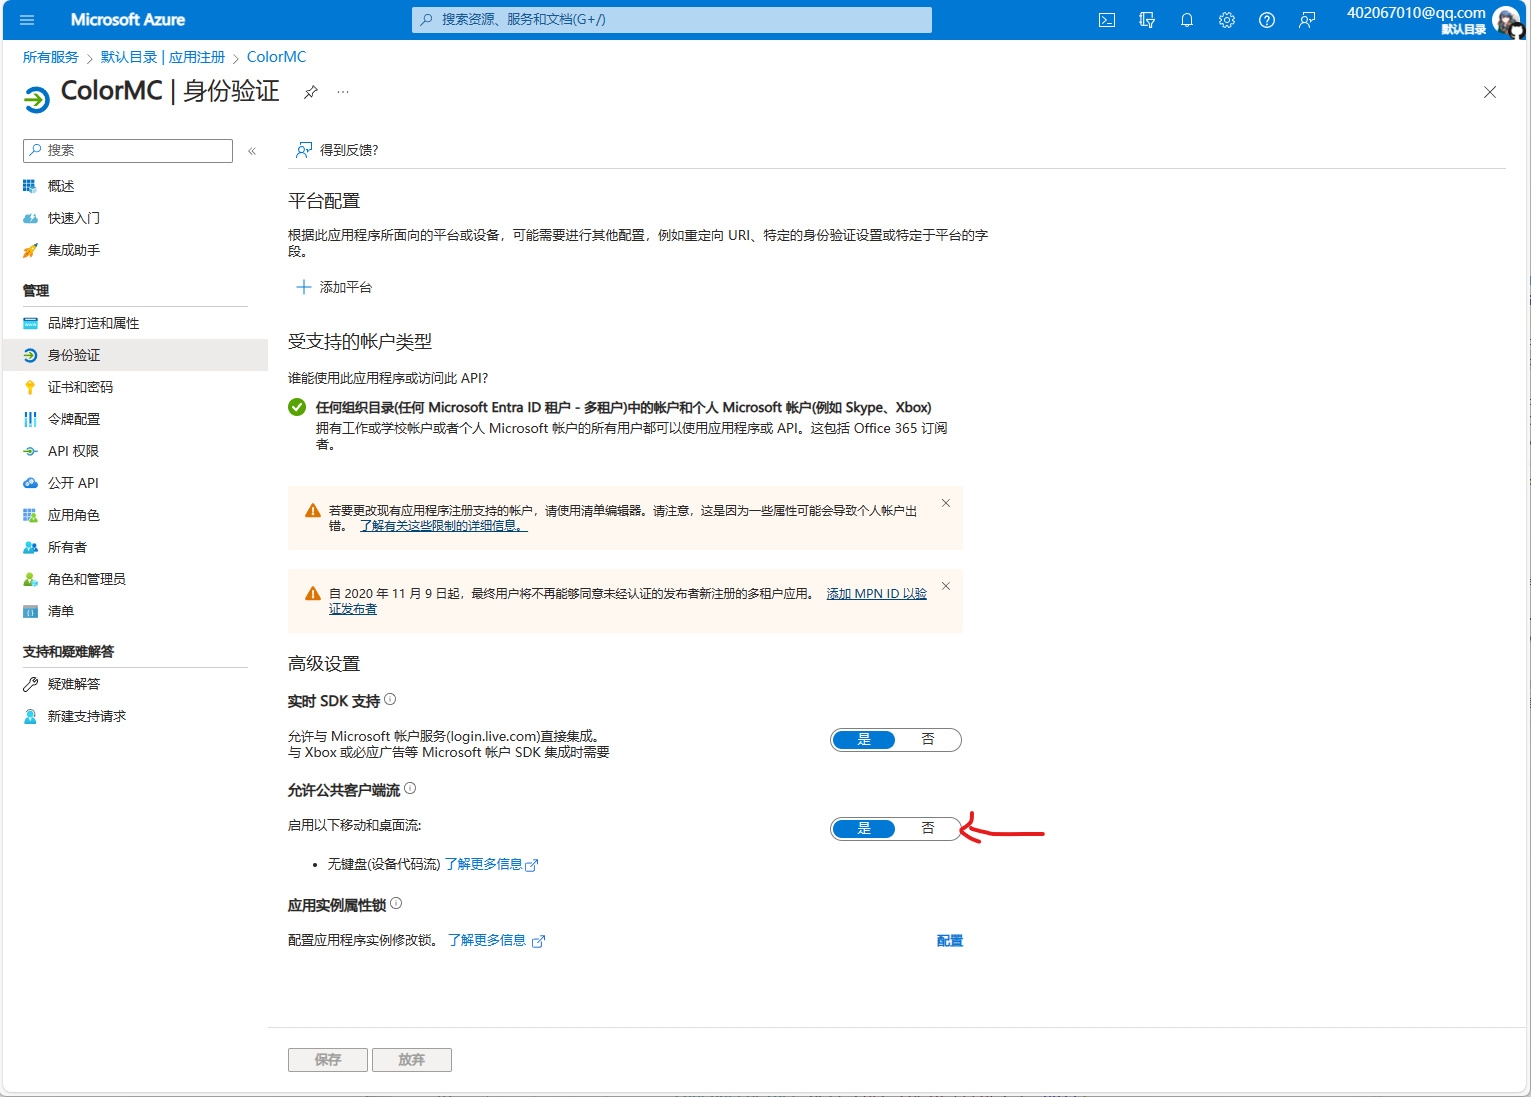 Microsoft Azure
搜索资源、服务和文档(G+/)
402067010@qq.com
默认目录
所有服务 > 默认目录 | 应用注册 > ColorMC
ColorMC | 身份验证
搜索
得到反馈?
概述
快速入门
集成助手
管理
品牌打造和属性
身份验证
证书和密码
令牌配置
API 权限
公开 API
应用角色
所有者
角色和管理员
清单
支持和疑难解答
疑难解答
新建支持请求
平台配置
根据此应用程序所面向的平台或设备，可能需要进行其他配置，例如重定向 URI、特定的身份验证设置或特定于平台的字
段。
添加平台
受支持的帐户类型
谁能使用此应用程序或访问此 API?
任何组织目录(任何 Microsoft Entra ID 租户 - 多租户)中的帐户和个人 Microsoft 帐户(例如 Skype、Xbox)
拥有工作或学校帐户或者个人 Microsoft 帐户的所有用户都可以使用应用程序或 API。这包括 Office 365 订阅
者。
若要更改现有应用程序注册支持的帐户，请使用清单编辑器。请注意，这是因为一些属性可能会导致个人帐户出
错。 了解有关这些限制的详细信息。
自 2020 年 11 月 9 日起，最终用户将不再能够同意未经认证的发布者新注册的多租户应用。 添加 MPN ID 以验
证发布者
高级设置
实时 SDK 支持
允许与 Microsoft 帐户服务(login.live.com)直接集成。
与 Xbox 或必应广告等 Microsoft 帐户 SDK 集成时需要
是 否
允许公共客户端流
启用以下移动和桌面流:
是 否
• 无键盘(设备代码流) 了解更多信息
应用实例属性锁
配置应用程序实例修改锁。 了解更多信息
配置
保存 放弃